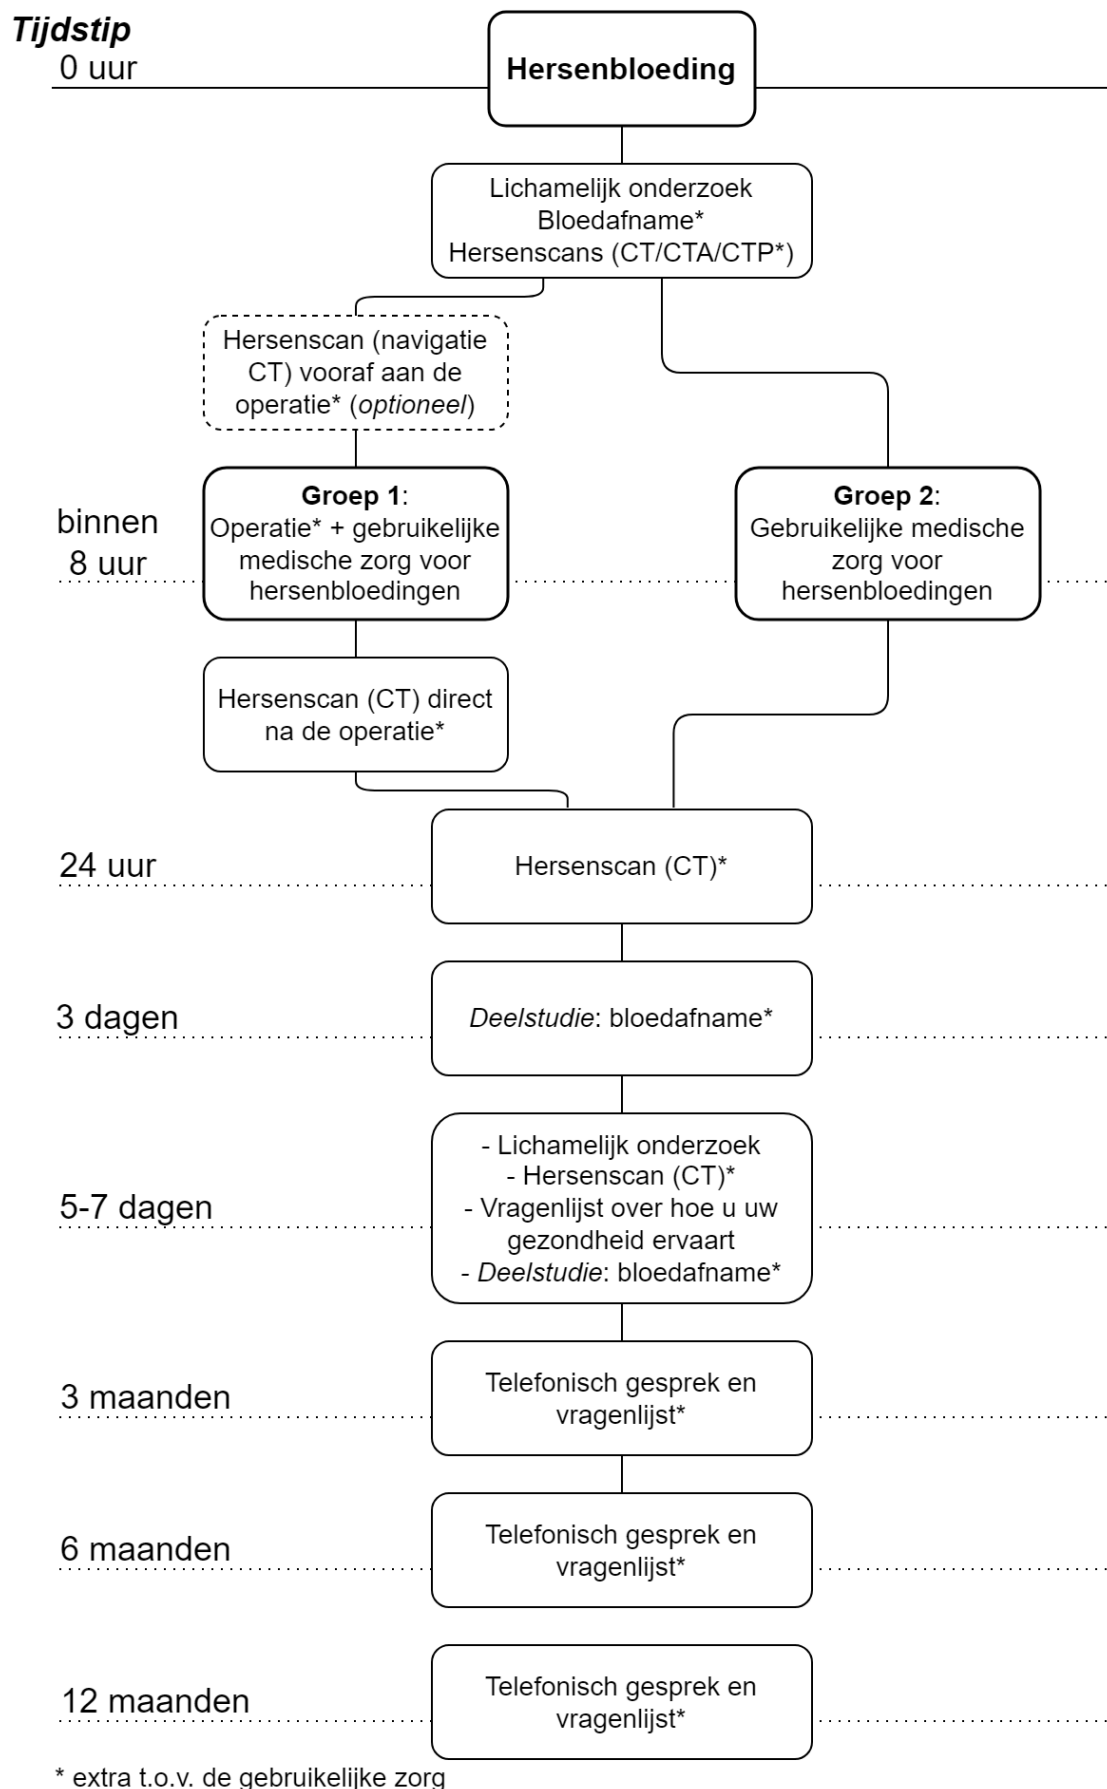 Tijdstip
0 uur
Hersenbloeding
Lichamelijk onderzoek
Bloedafname*
Hersenscans (CT/CTA/CTP*)
Hersenscan (navigatie
CT) vooraf aan de
operatie* (optioneel)
binnen
8 uur
Groep 1:
Operatie* + gebruikelijke
medische zorg voor
hersenbloedingen
Groep 2:
Gebruikelijke medische
zorg voor
hersenbloedingen
Hersenscan (CT) direct
na de operatie*
24 uur
Hersenscan (CT)*
3 dagen
Deelstudie: bloedafname*
5-7 dagen
- Lichamelijk onderzoek
- Hersenscan (CT)*
- Vragenlijst over hoe u uw
gezondheid ervaart
- Deelstudie: bloedafname*
3 maanden
Telefonisch gesprek en
vragenlijst*
6 maanden
Telefonisch gesprek en
vragenlijst*
12 maanden
Telefonisch gesprek en
vragenlijst*
* extra t.o.v. de gebruikelijke zorg